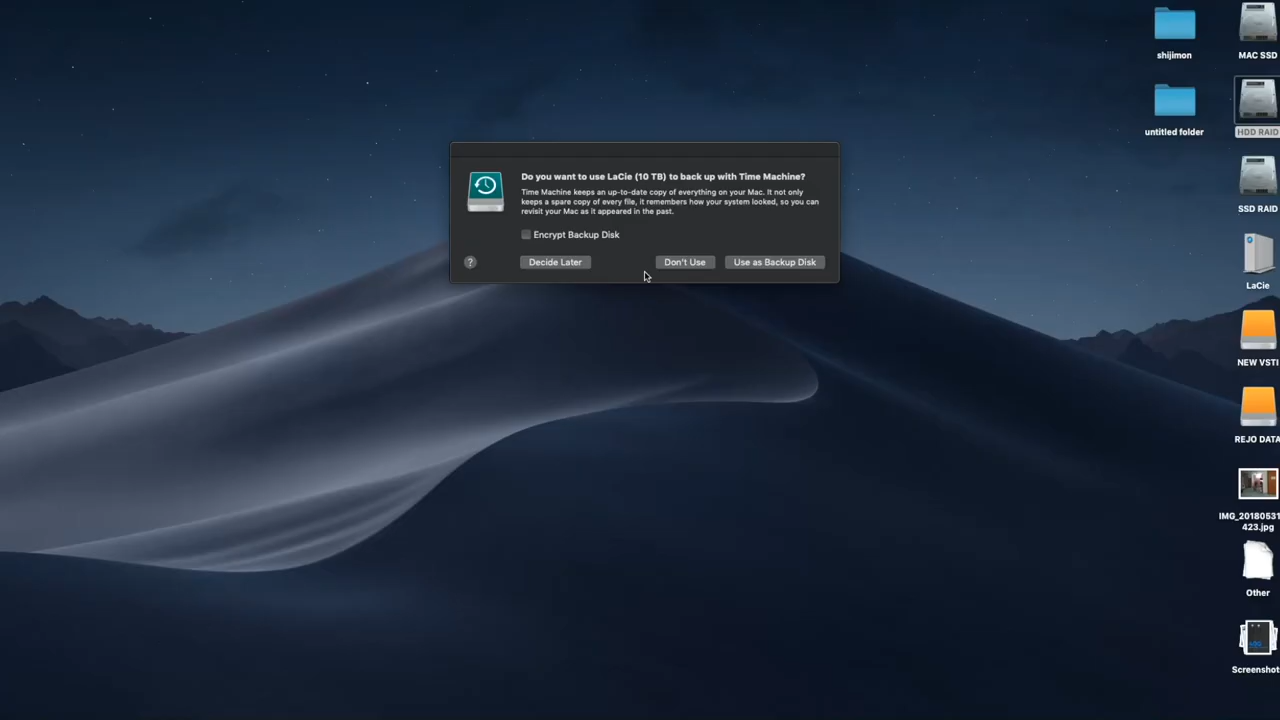 Do you want to use LaCie (10 TB) to back up with Time Machine?
Time Machine keeps an up-to-date copy of everything on your Mac. It not only
keeps a spare copy of every file, it remembers how your system looked, so you can
revisit your Mac as it appeared in the past.
Encrypt Backup Disk
?
Decide Later
Don't Use
Use as Backup Disk
shijimon
MAC SSD
untitled folder
HDD RAID
SSD RAID
LaCie
NEW VSTI
REJO DATA
IMG_20180531
423.jpg
Other
Screenshot